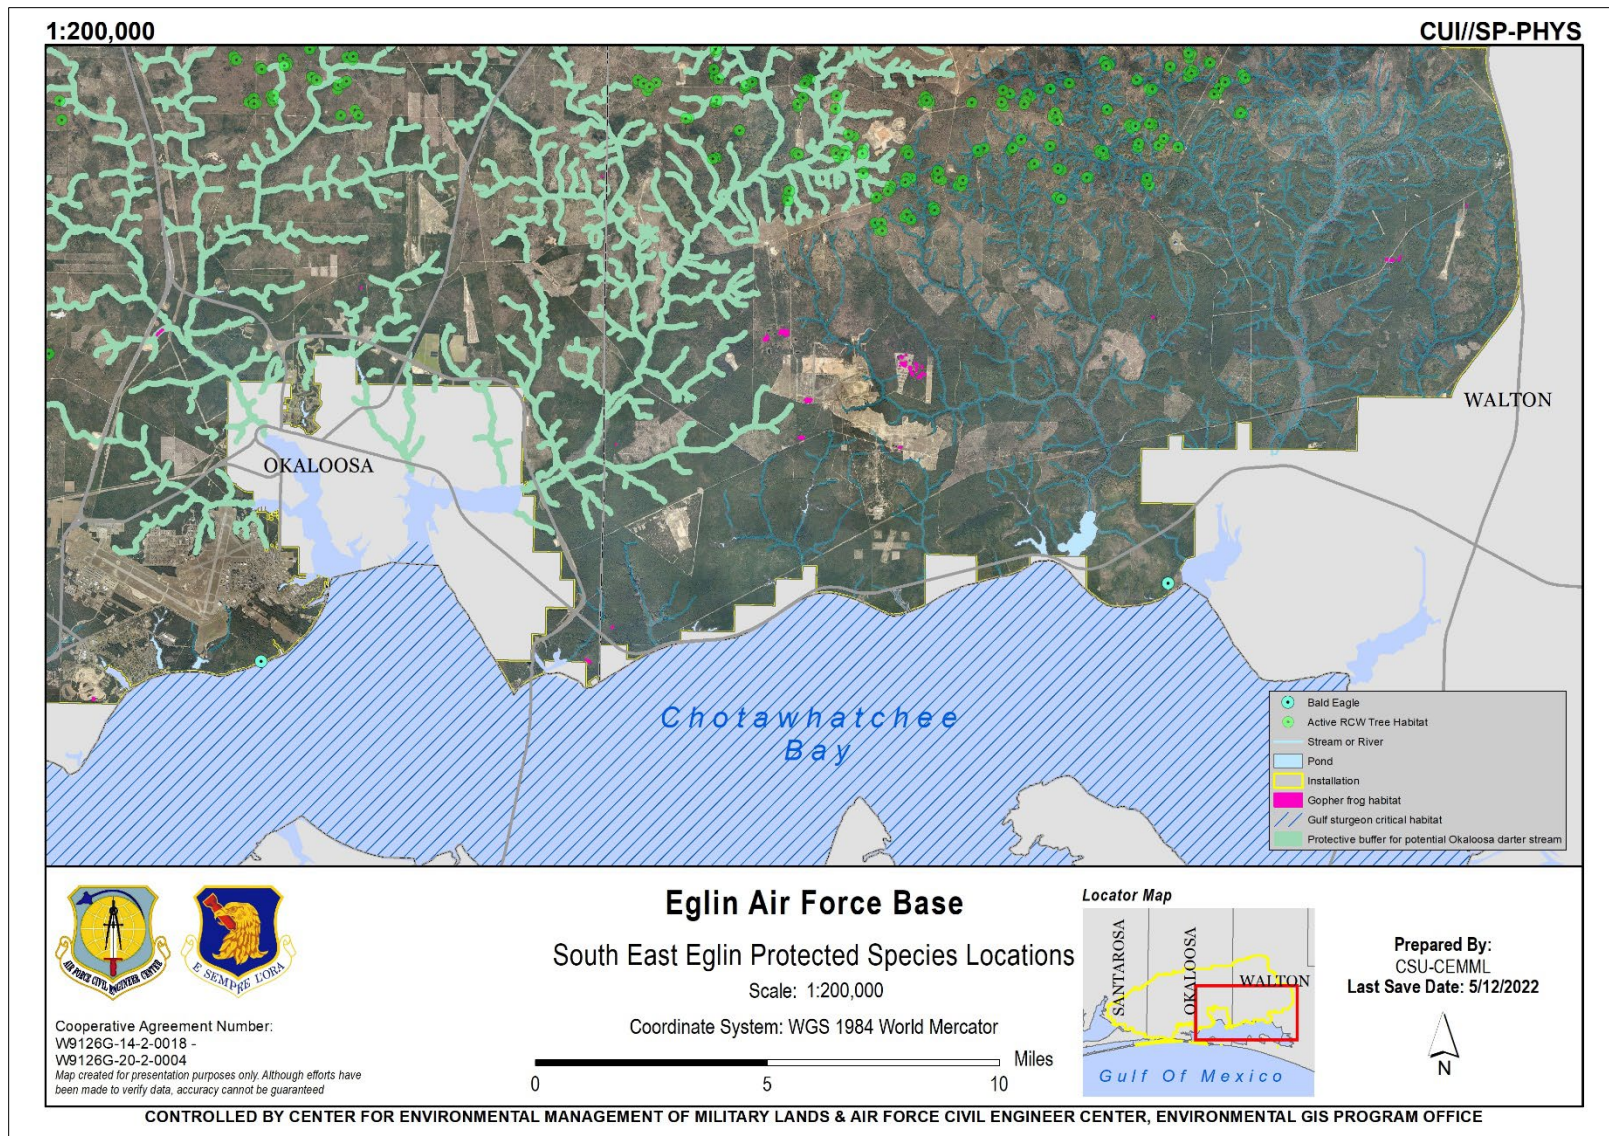 1:200,000
CUI//SP-PHYS
OKALOOSA
WALTON
Chotawhatchee
Bay
Bald Eagle
Active RCW Tree Habitat
Stream or River
Pond
Installation
Gopher frog habitat
Gulf sturgeon critical habitat
Protective buffer for potential Okaloosa darter stream
AIR FORCE CIVIL ENGINEER CENTER
E SEMPRE L'ORA
Cooperative Agreement Number:
W9126G-14-2-0018 -
W9126G-20-2-0004
Map created for presentation purposes only. Although efforts have
been made to verify data, accuracy cannot be guaranteed
Eglin Air Force Base
South East Eglin Protected Species Locations
Scale: 1:200,000
Coordinate System: WGS 1984 World Mercator
Miles
0 5 10
Locator Map
SANTAROSA
OKALOOSA
WALTON
Gulf Of Mexico
Prepared By:
CSU-CEMML
Last Save Date: 5/12/2022
N
CONTROLLED BY CENTER FOR ENVIRONMENTAL MANAGEMENT OF MILITARY LANDS & AIR FORCE CIVIL ENGINEER CENTER, ENVIRONMENTAL GIS PROGRAM OFFICE